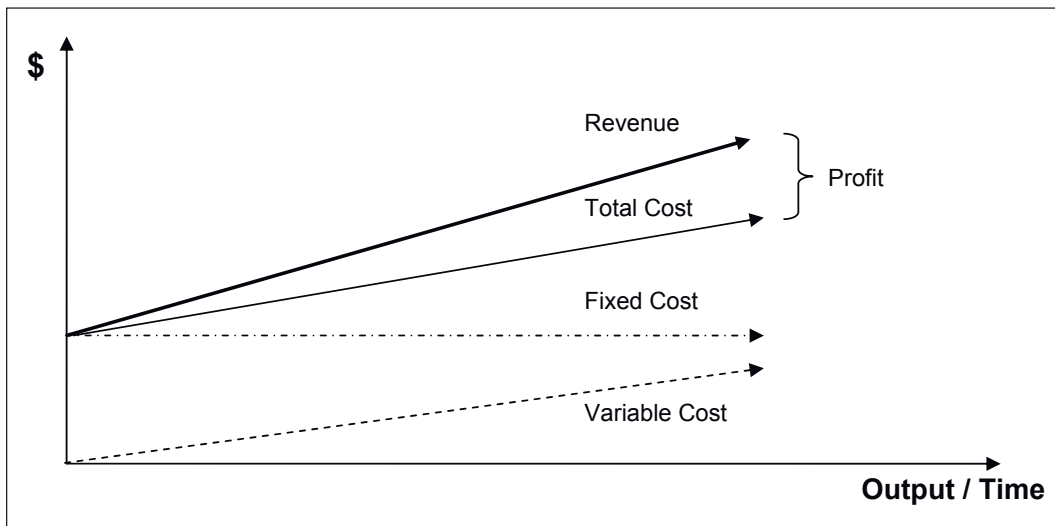 $
Revenue
Profit
Total Cost
Fixed Cost
Variable Cost
Output / Time